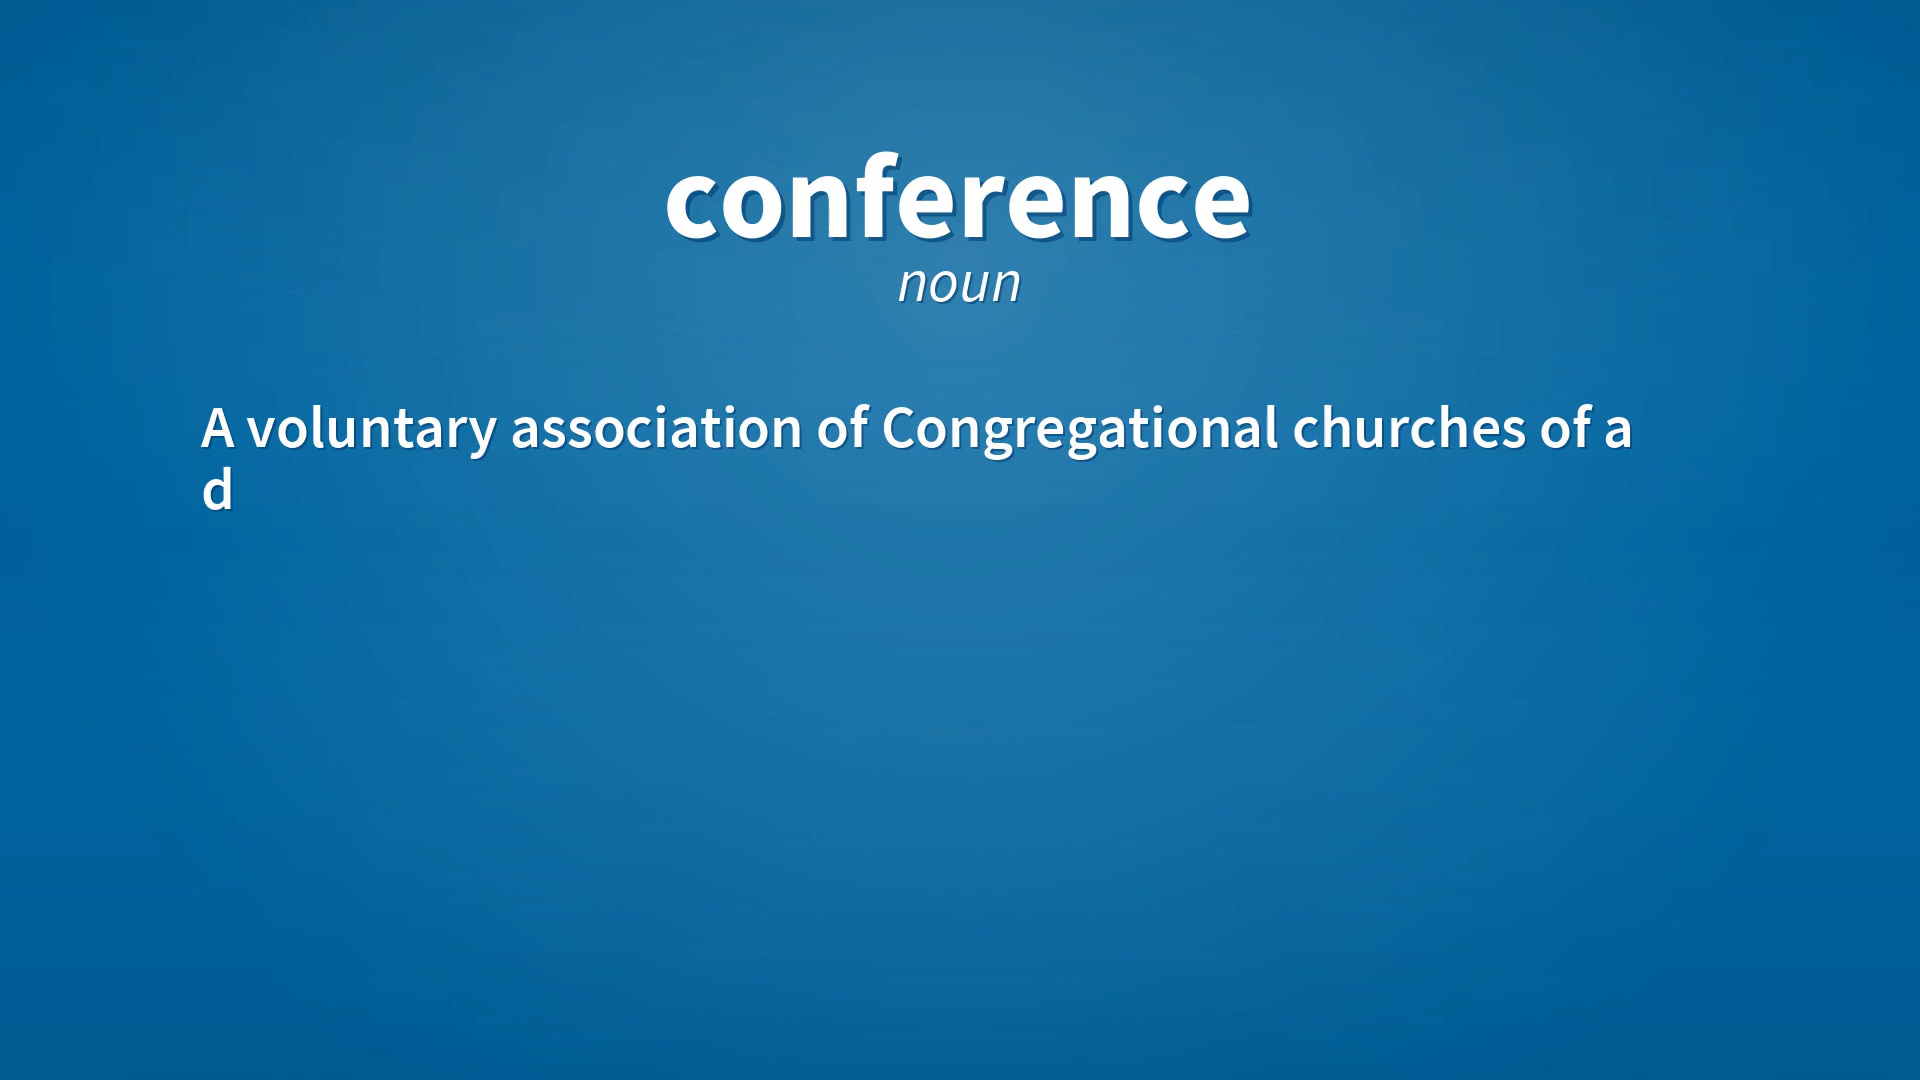 conference
noun
A voluntary association of Congregational churches of a
d